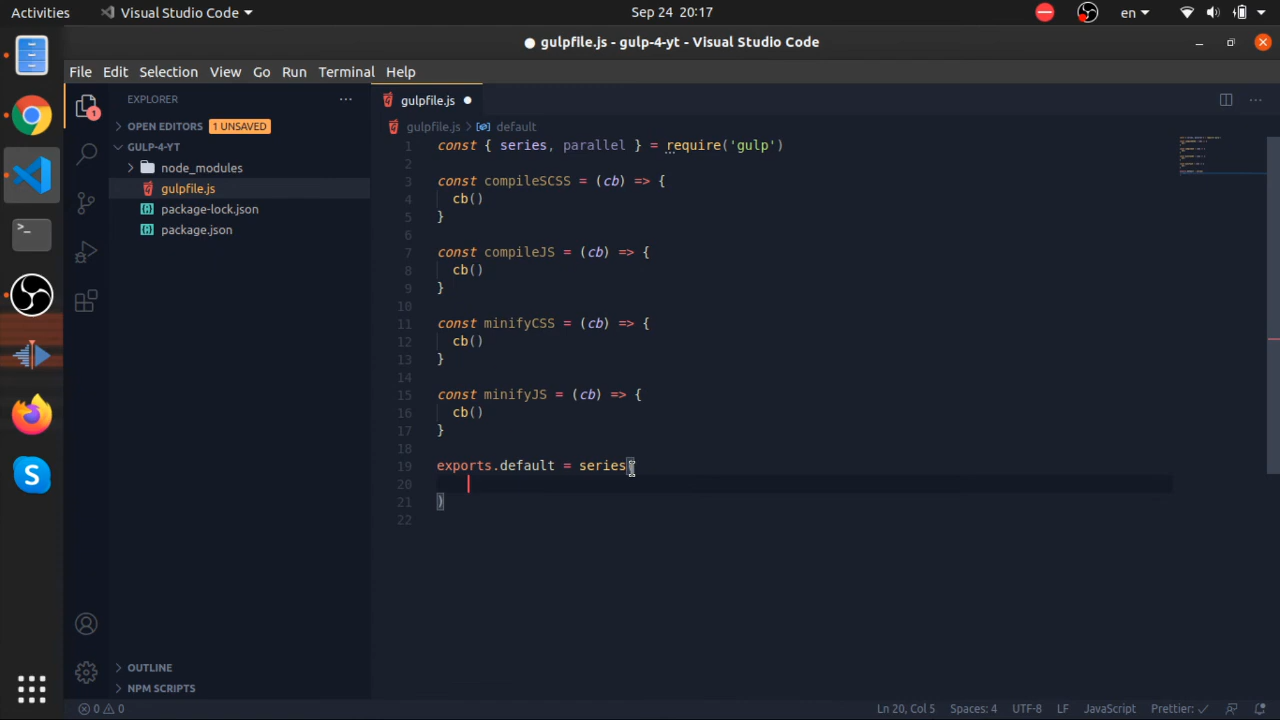 Activities
Visual Studio Code
Sep 24 20:17
en
gulpfile.js - gulp-4-yt - Visual Studio Code
File Edit Selection View Go Run Terminal Help
EXPLORER
OPEN EDITORS 1 UNSAVED
GULP-4-YT
node_modules
gulpfile.js
package-lock.json
package.json
OUTLINE
NPM SCRIPTS
1
gulpfile.js
gulpfile.js > default
1 const { series, parallel } = require('gulp')
2
3 const compileSCSS = (cb) => {
4 cb()
5 }
6
7 const compileJS = (cb) => {
8 cb()
9 }
10
11 const minifyCSS = (cb) => {
12 cb()
13 }
14
15 const minifyJS = (cb) => {
16 cb()
17 }
18
19 exports.default = series(
20
21 )
22
0 0
Ln 20, Col 5 Spaces: 4 UTF-8 LF JavaScript Prettier: ✓